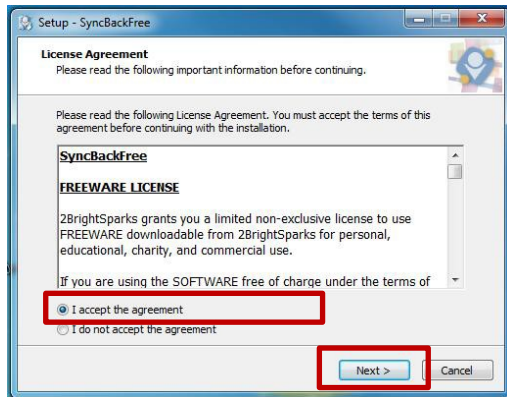 Setup - SyncBackFree
License Agreement
Please read the following important information before continuing.
Please read the following License Agreement. You must accept the terms of this
agreement before continuing with the installation.
SyncBackFree
FREEWARE LICENSE
2BrightSparks grants you a limited non-exclusive license to use
FREEWARE downloadable from 2BrightSparks for personal,
educational, charity, and commercial use.
If you are using the SOFTWARE free of charge under the terms of
I accept the agreement
I do not accept the agreement
Next >
Cancel